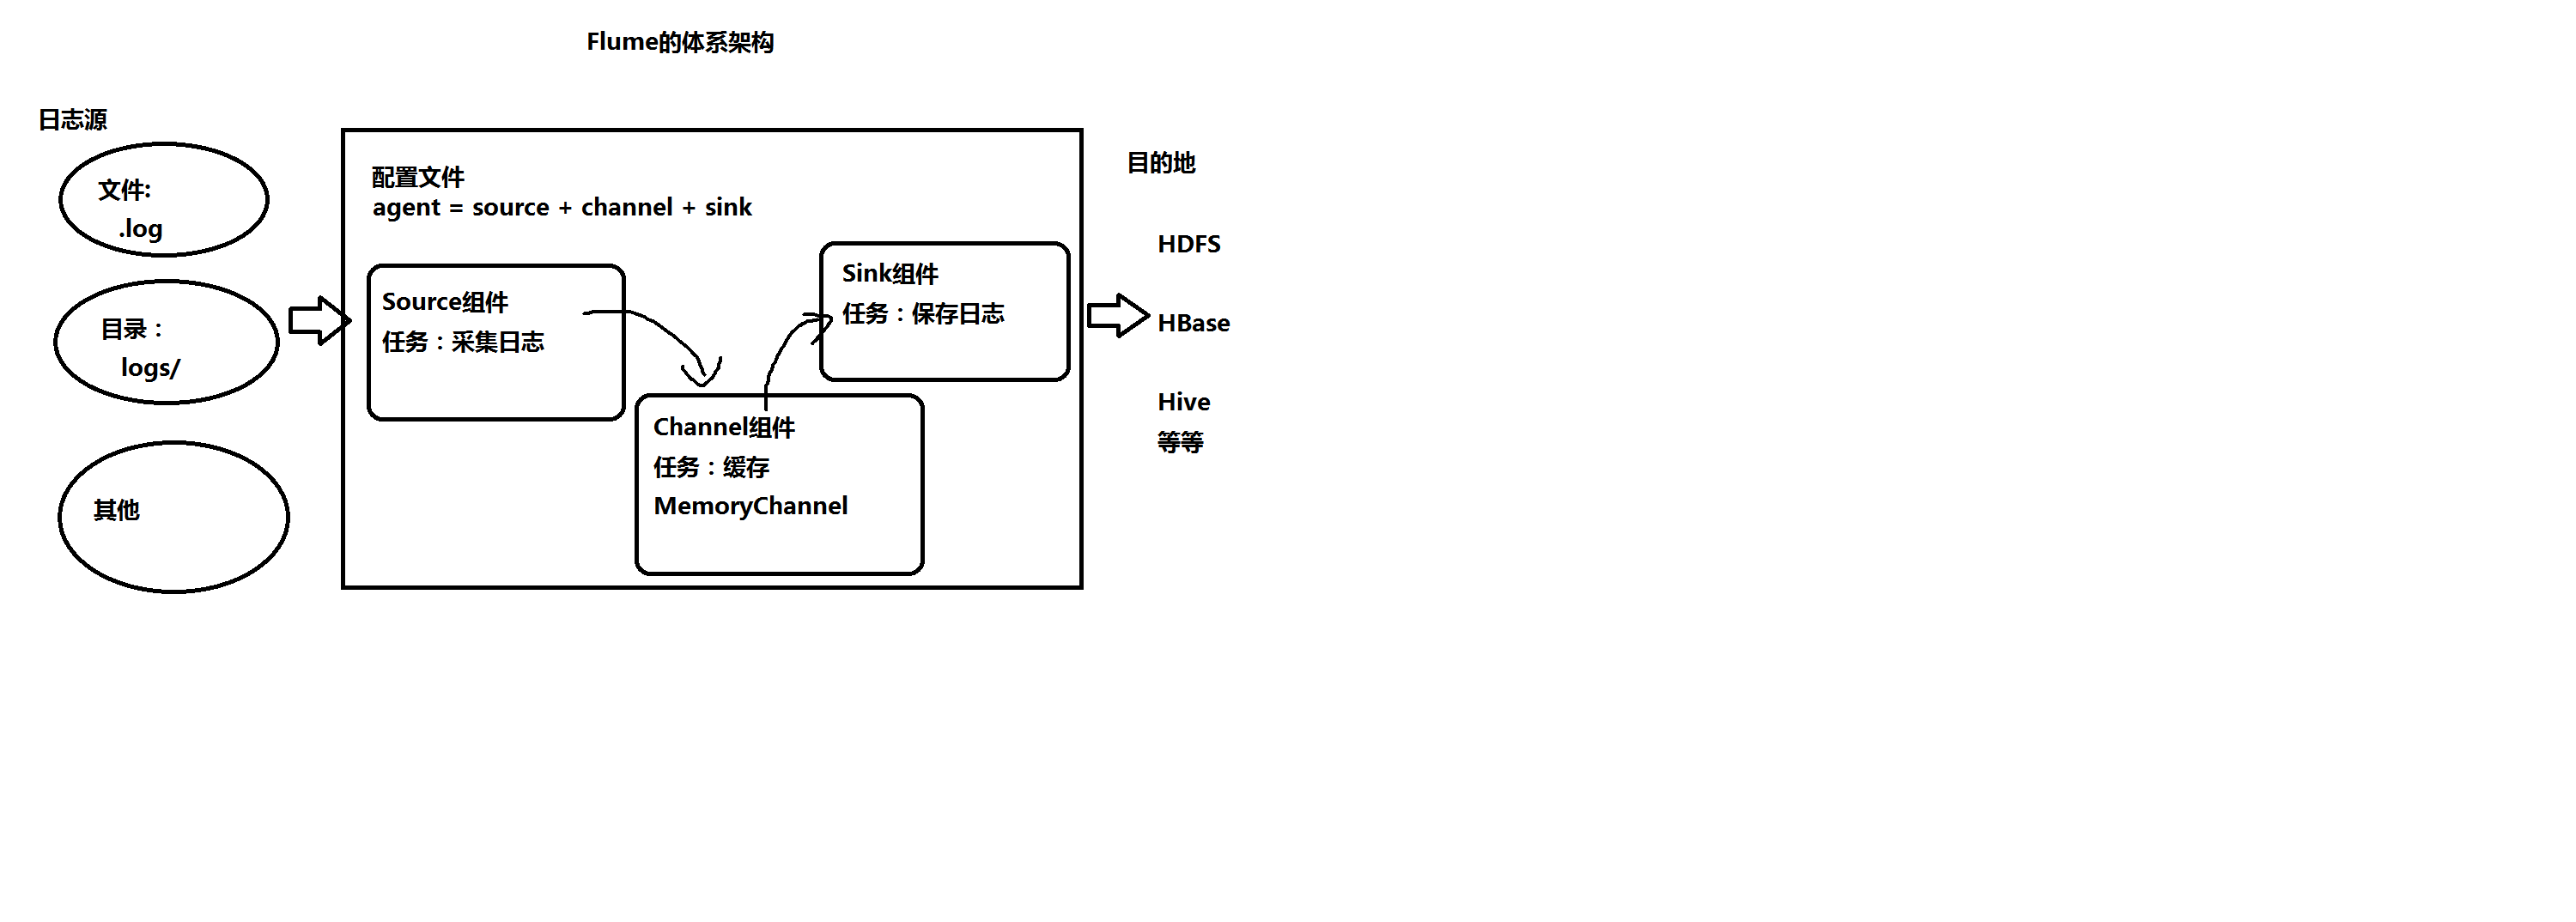 Flume的体系架构
日志源
文件:
.log
目录：
logs/
其他
配置文件
agent = source + channel + sink
Source组件
任务：采集日志
Channel组件
任务：缓存
MemoryChannel
Sink组件
任务：保存日志
目的地
HDFS
HBase
Hive
等等